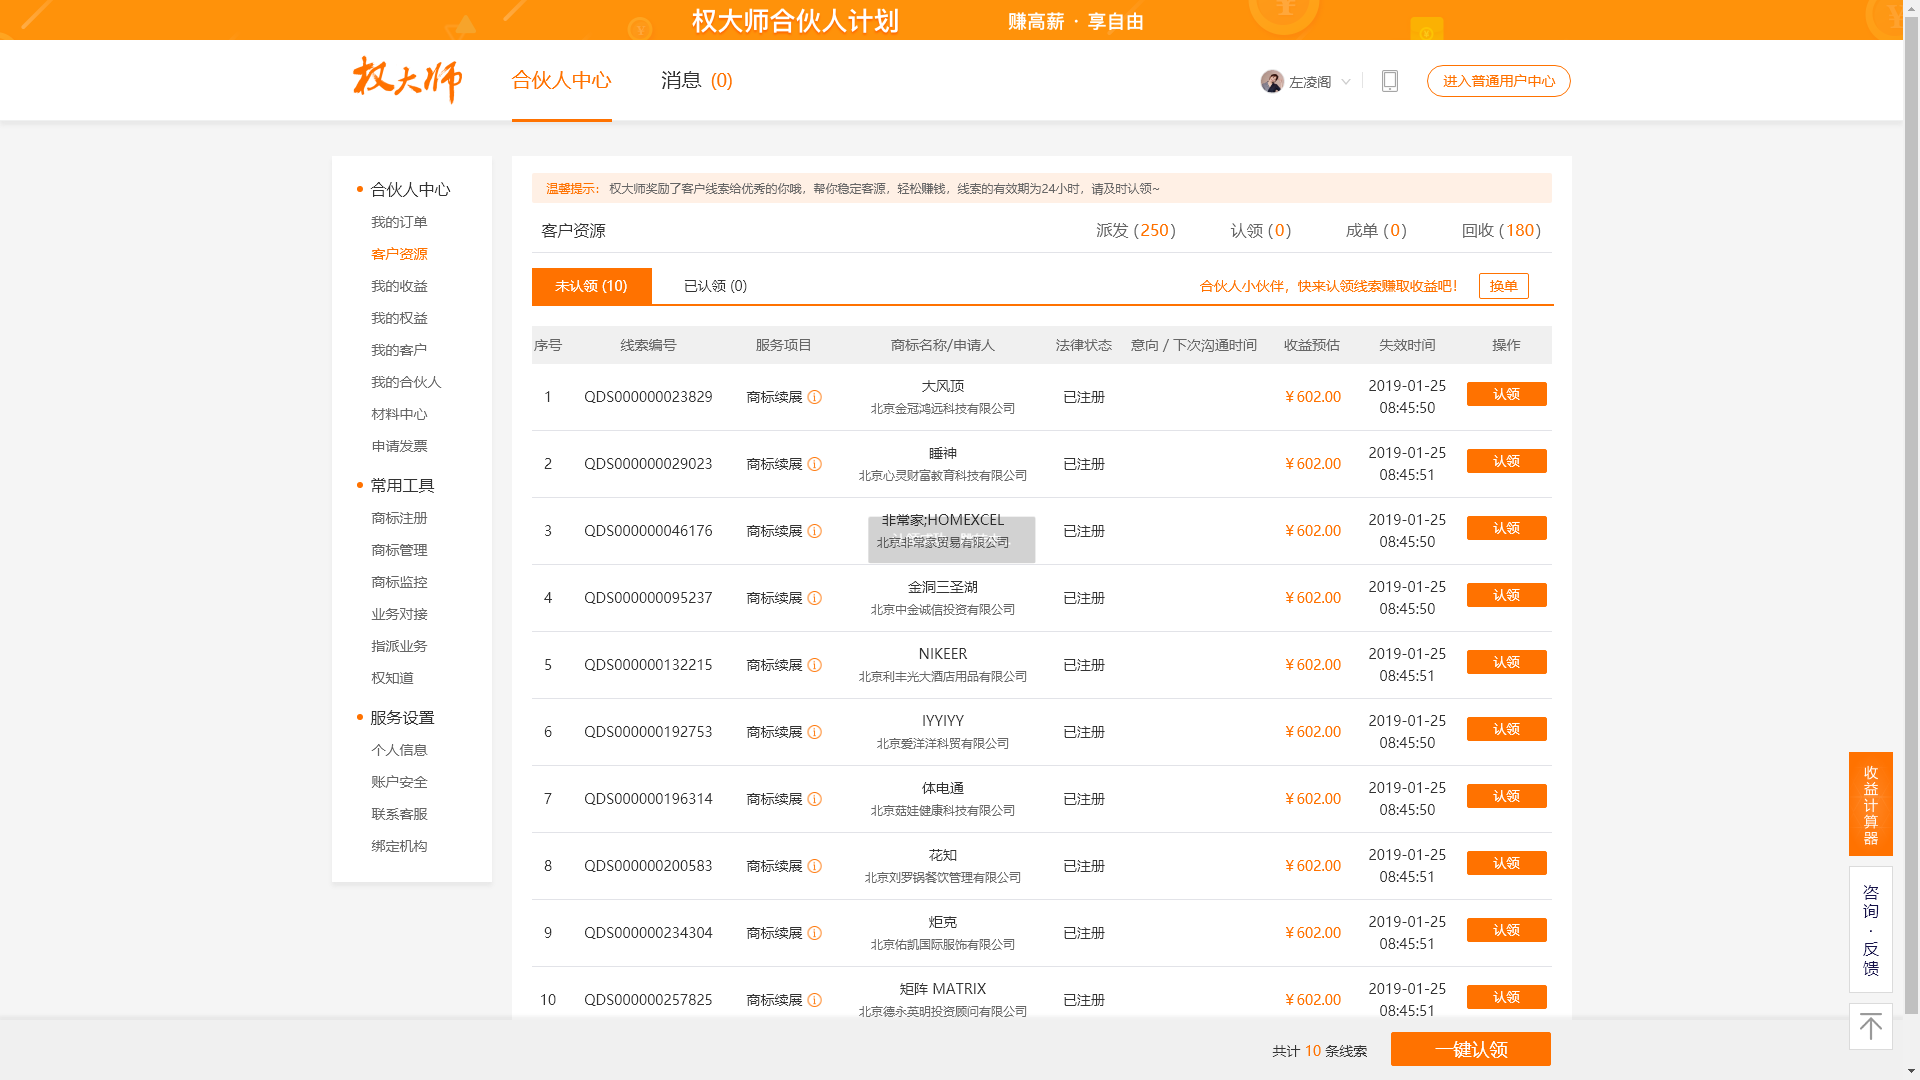 权大师合伙人计划 赚高薪 · 享自由
权大师 合伙人中心 消息 (0) 左凌阁 进入普通用户中心
合伙人中心
我的订单
客户资源
我的收益
我的权益
我的客户
我的合伙人
材料中心
申请发票
常用工具
商标注册
商标管理
商标监控
业务对接
指派业务
权知道
服务设置
个人信息
账户安全
联系客服
绑定机构
温馨提示： 权大师奖励了客户线索给优秀的你哦，帮你稳定客源，轻松赚钱，线索的有效期为24小时，请及时认领~
客户资源 派发 (250) 认领 (0) 成单 (0) 回收 (180)
未认领 (10) 已认领 (0) 合伙人小伙伴，快来认领线索赚取收益吧！ 换单
序号 线索编号 服务项目 商标名称/申请人 法律状态 意向 / 下次沟通时间 收益预估 失效时间 操作
1 QDS000000023829 商标续展 大风顶 已注册 ￥602.00 2019-01-25 认领
北京金冠鸿远科技有限公司 08:45:50
2 QDS000000029023 商标续展 睡神 已注册 ￥602.00 2019-01-25 认领
北京心灵财富教育科技有限公司 08:45:51
3 QDS000000046176 商标续展 非常家;HOMEXCEL 已注册 ￥602.00 2019-01-25 认领
北京非常家贸易有限公司 08:45:50
4 QDS000000095237 商标续展 金洞三圣湖 已注册 ￥602.00 2019-01-25 认领
北京中金诚信投资有限公司 08:45:50
5 QDS000000132215 商标续展 NIKEER 已注册 ￥602.00 2019-01-25 认领
北京利丰光大酒店用品有限公司 08:45:51
6 QDS000000192753 商标续展 IYYIYY 已注册 ￥602.00 2019-01-25 认领
北京爱洋洋科贸有限公司 08:45:50
7 QDS000000196314 商标续展 体电通 已注册 ￥602.00 2019-01-25 认领
北京菇娃健康科技有限公司 08:45:50
8 QDS000000200583 商标续展 花知 已注册 ￥602.00 2019-01-25 认领
北京刘罗锅餐饮管理有限公司 08:45:51
9 QDS000000234304 商标续展 炬克 已注册 ￥602.00 2019-01-25 认领
北京佑凯国际服饰有限公司 08:45:51
10 QDS000000257825 商标续展 矩阵 MATRIX 已注册 ￥602.00 2019-01-25 认领
北京德永英明投资顾问有限公司 08:45:51
共计 10 条线索 一键认领
收益计算器
咨询·反馈